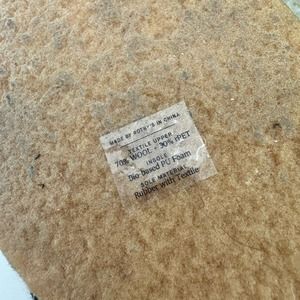 MADE BY ROTHY'S IN CHINA
TEXTILE UPPER
70% WOOL + 30% rPET
INSOLE
Bio based PU Foam
SOLE MATERIAL
Rubber with Textile